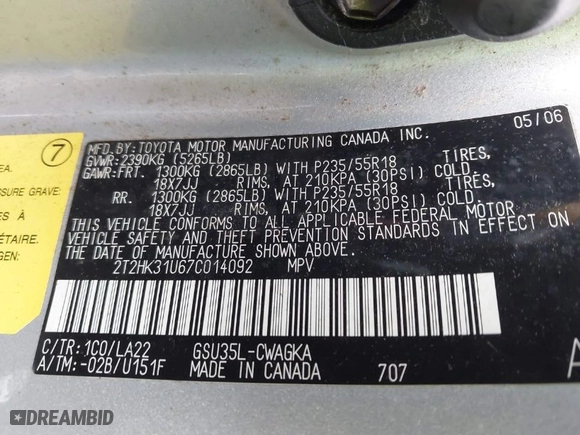 7
EA.
SSURE GRAVE:
ÉTAIRE.
GEN.
05/06
MFD.BY:TOYOTA MOTOR MANUFACTURING CANADA INC.
GVWR:2390KG (5265LB)
GAWR:FRT. 1300KG (2865LB) WITH P235/55R18 TIRES,
18X7JJ RIMS, AT 210KPA (30PSI) COLD.
RR. 1300KG (2865LB) WITH P235/55R18 TIRES,
18X7JJ RIMS, AT 210KPA (30PSI) COLD.
THIS VEHICLE CONFORMS TO ALL APPLICABLE FEDERAL MOTOR
VEHICLE SAFETY AND THEFT PREVENTION STANDARDS IN EFFECT ON
THE DATE OF MANUFACTURE SHOWN ABOVE.
2T2HK31U67C014092 MPV
C/TR:1C0/LA22 GSU35L-CWAGKA
A/TM:-02B/U151F MADE IN CANADA 707
A
DREAMBID